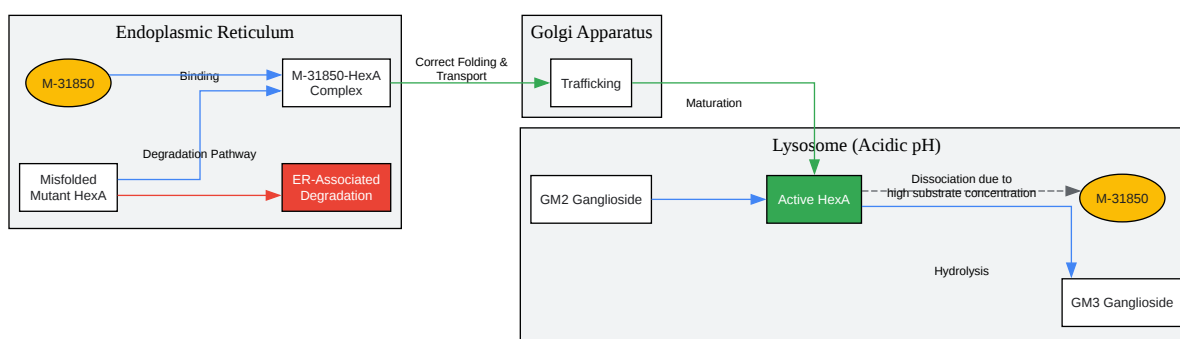 Endoplasmic Reticulum
M-31850
Binding
M-31850-HexA
Complex
Degradation Pathway
Misfolded
Mutant HexA
ER-Associated
Degradation
Correct Folding &
Transport
Golgi Apparatus
Trafficking
Maturation
Lysosome (Acidic pH)
GM2 Ganglioside
Active HexA
Dissociation due to
high substrate concentration
M-31850
Hydrolysis
GM3 Ganglioside